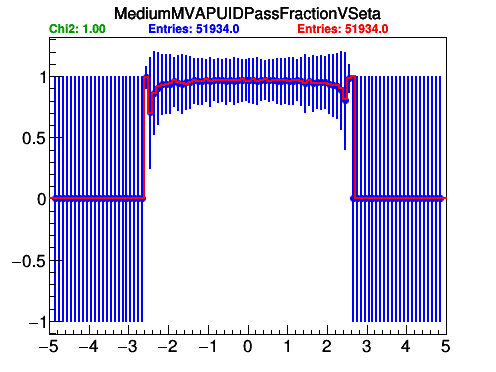 MediumMVAPUIDPassFractionVSeta
Chi2: 1.00 Entries: 51934.0 Entries: 51934.0
1
0.5
0
−0.5
−1
−5 −4 −3 −2 −1 0 1 2 3 4 5